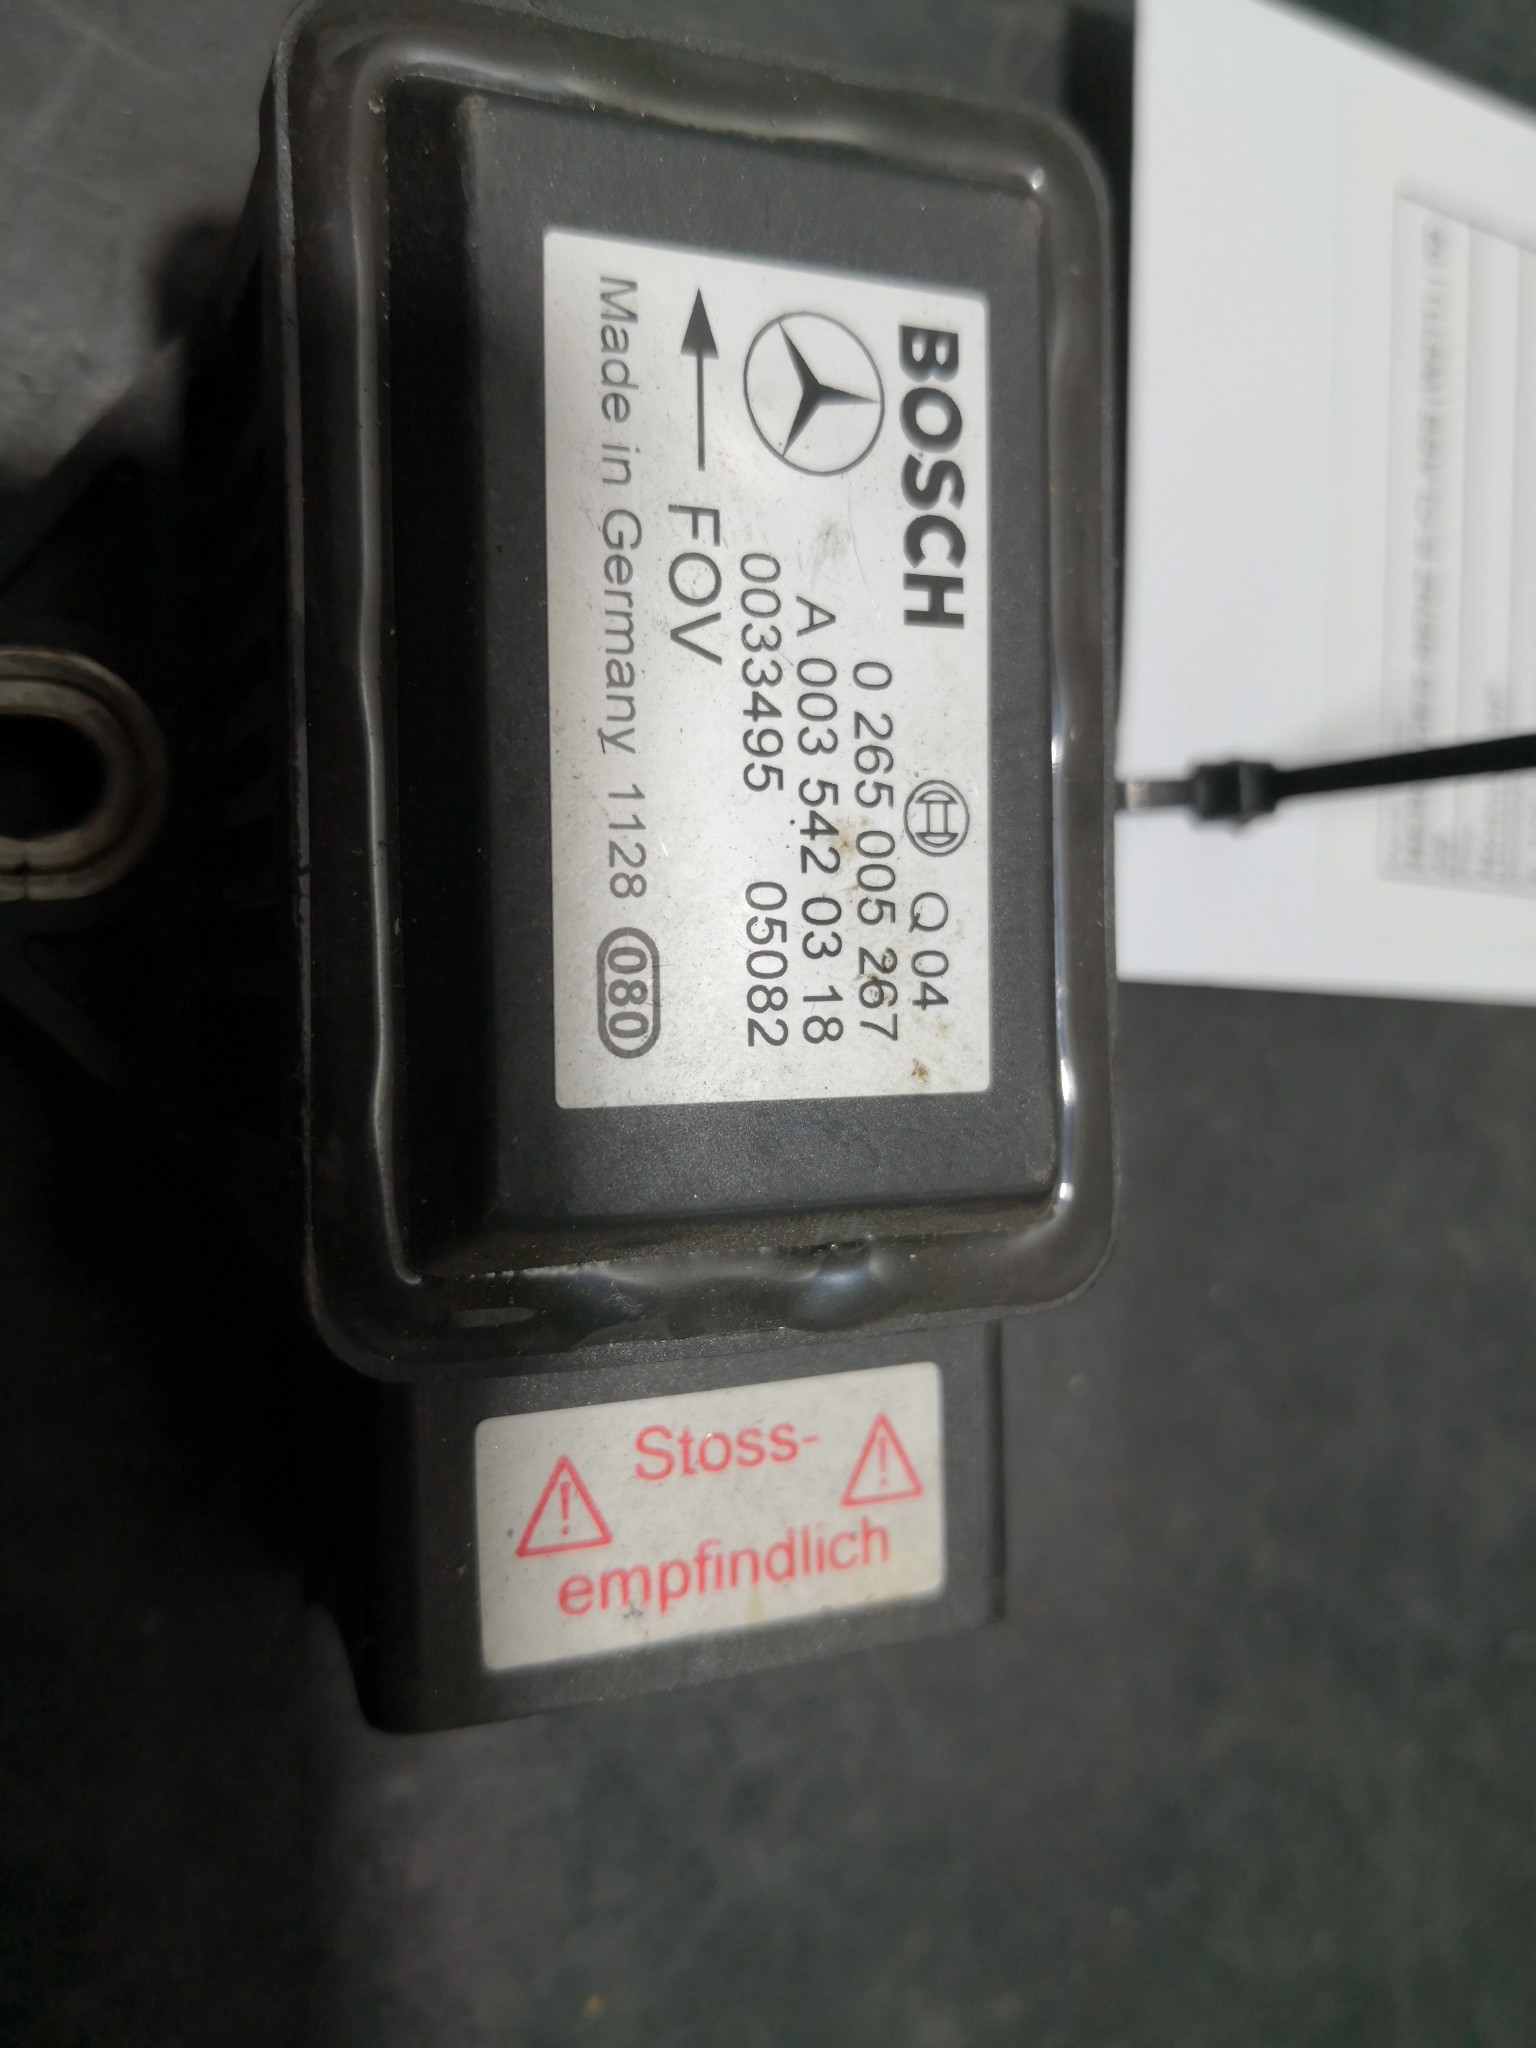 BOSCH Q 04
0 265 005 267
A 003 542 03 18
0033495 05082
FOV
Made in Germany 1128 080
Stoss-
empfindlich